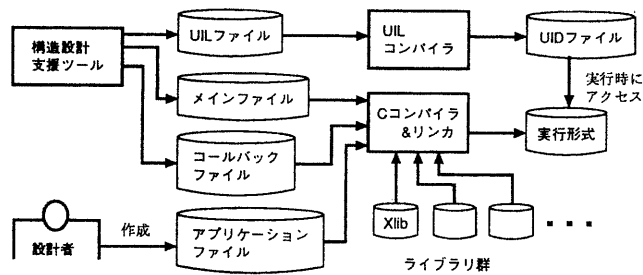 構造設計
支援ツール
UILファイル
UIL
コンパイラ
UIDファイル
実行時に
アクセス
メインファイル
Cコンパイラ
&リンカ
実行形式
コールバック
ファイル
設計者
作成
アプリケーション
ファイル
Xlib
・・・
ライブラリ群